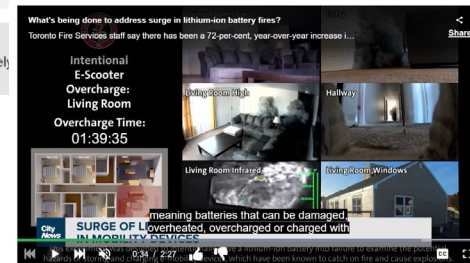 What's being done to address surge in lithium-ion battery fires?
Toronto Fire Services staff say there has been a 72-per-cent, year-over-year increase i...
Share
Intentional
E-Scooter
Overcharge:
Living Room
Overcharge Time:
01:39:35
Living Room High
Hallway
Living Room Infrared
Living Room Windows
meaning batteries that can be damaged,
overheated, overcharged or charged with
City
News
SURGE OF L
IN MOBILITY DEVICES
0:34 / 2:27
CC